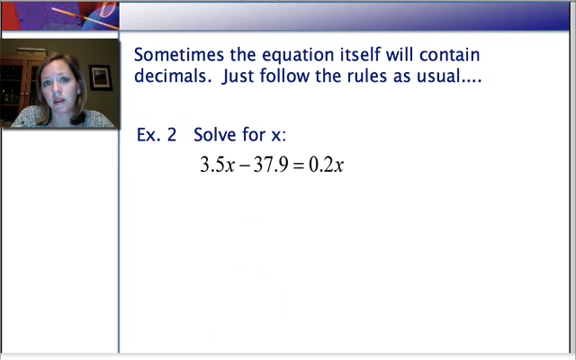 Sometimes the equation itself will contain
decimals.  Just follow the rules as usual....
Ex. 2   Solve for x:
3.5x − 37.9 = 0.2x